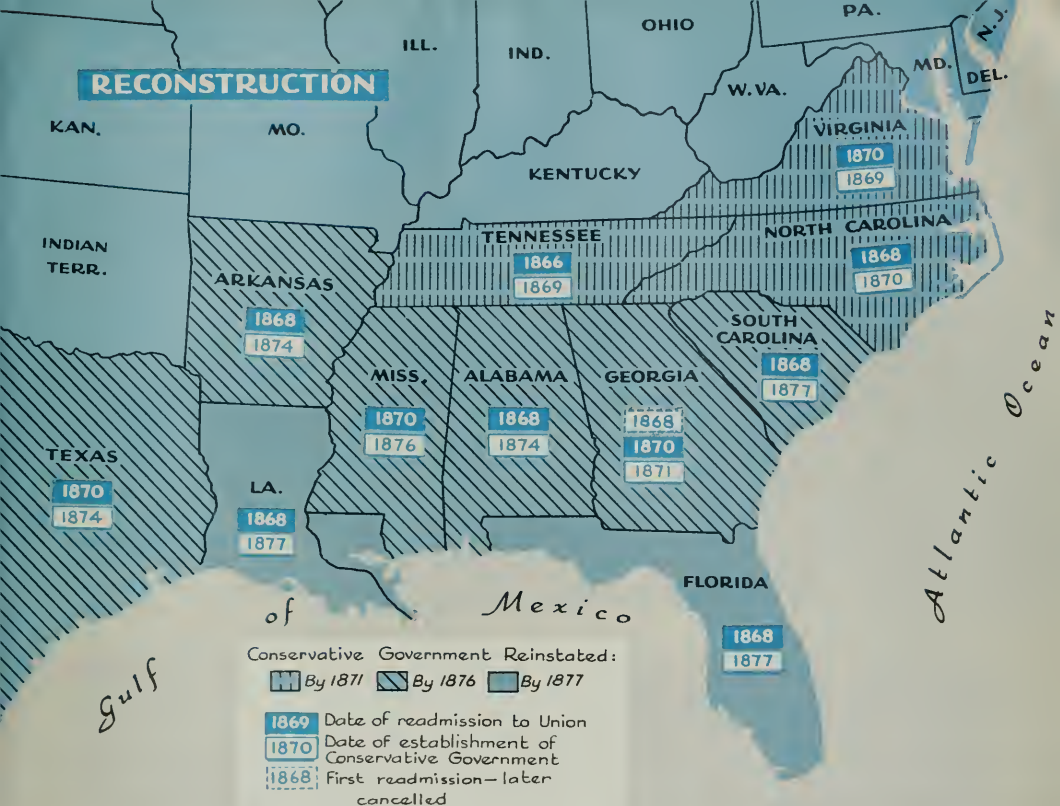 PA.
N.J.
OHIO
ILL.
IND.
MD.
DEL.
RECONSTRUCTION
W.VA.
KAN.
MO.
VIRGINIA
1870
1869
KENTUCKY
INDIAN
TERR.
TENNESSEE
1866
1869
NORTH CAROLINA
1868
1870
ARKANSAS
1868
1874
SOUTH
CAROLINA
1868
1877
MISS.
1870
1876
ALABAMA
1868
1874
GEORGIA
1868
1870
1871
TEXAS
1870
1874
LA.
1868
1877
FLORIDA
1868
1877
Atlantic Ocean
Gulf of Mexico
Conservative Government Reinstated:
By 1871 By 1876 By 1877
1869 Date of readmission to Union
1870 Date of establishment of
Conservative Government
1868 First readmission—later
cancelled